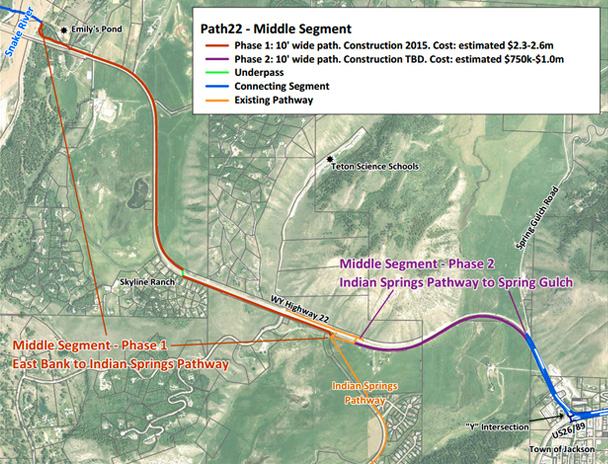 Path22 - Middle Segment
Phase 1: 10' wide path. Construction 2015. Cost: estimated $2.3-2.6m
Phase 2: 10' wide path. Construction TBD. Cost: estimated $750k-$1.0m
Underpass
Connecting Segment
Existing Pathway
Snake River
Emily's Pond
Teton Science Schools
Spring Gulch Road
Skyline Ranch
Middle Segment - Phase 2
Indian Springs Pathway to Spring Gulch
WY Highway 22
Middle Segment - Phase 1
East Bank to Indian Springs Pathway
Indian Springs
Pathway
"Y" Intersection
US26/89
Town of Jackson